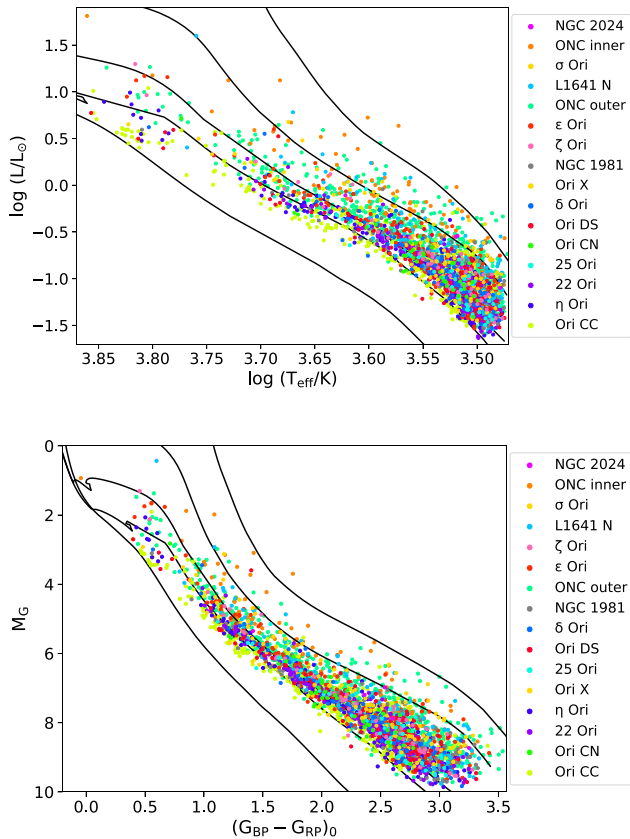 1.5
1.0
0.5
0.0
−0.5
−1.0
−1.5
log (L/L⊙)
3.85 3.80 3.75 3.70 3.65 3.60 3.55 3.50
log (Teff/K)
NGC 2024
ONC inner
σ Ori
L1641 N
ONC outer
ε Ori
ζ Ori
NGC 1981
Ori X
δ Ori
Ori DS
Ori CN
25 Ori
22 Ori
η Ori
Ori CC
0
2
4
6
8
10
MG
0.0 0.5 1.0 1.5 2.0 2.5 3.0 3.5
(GBP − GRP)0
NGC 2024
ONC inner
σ Ori
L1641 N
ζ Ori
ε Ori
ONC outer
NGC 1981
δ Ori
Ori DS
25 Ori
Ori X
η Ori
22 Ori
Ori CN
Ori CC